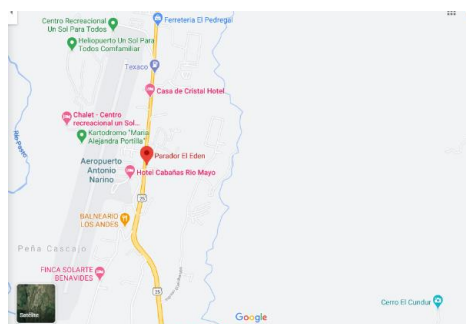 Centro Recreacional
Un Sol Para Todos
Ferreteria El Pedregal
Heliopuerto Un Sol Para
Todos Comfamiliar
Texaco
Casa de Cristal Hotel
Chalet - Centro
recreacional un Sol...
Kartodromo "Maria
Alejandra Portilla"
Parador El Eden
Aeropuerto
Antonio
Narino
Hotel Cabañas Rio Mayo
25
BALNEARIO
LOS ANDES
Peña Cascajo
FINCA SOLARTE
BENAVIDES
25
Cerro El Cundur
Satélite
Google